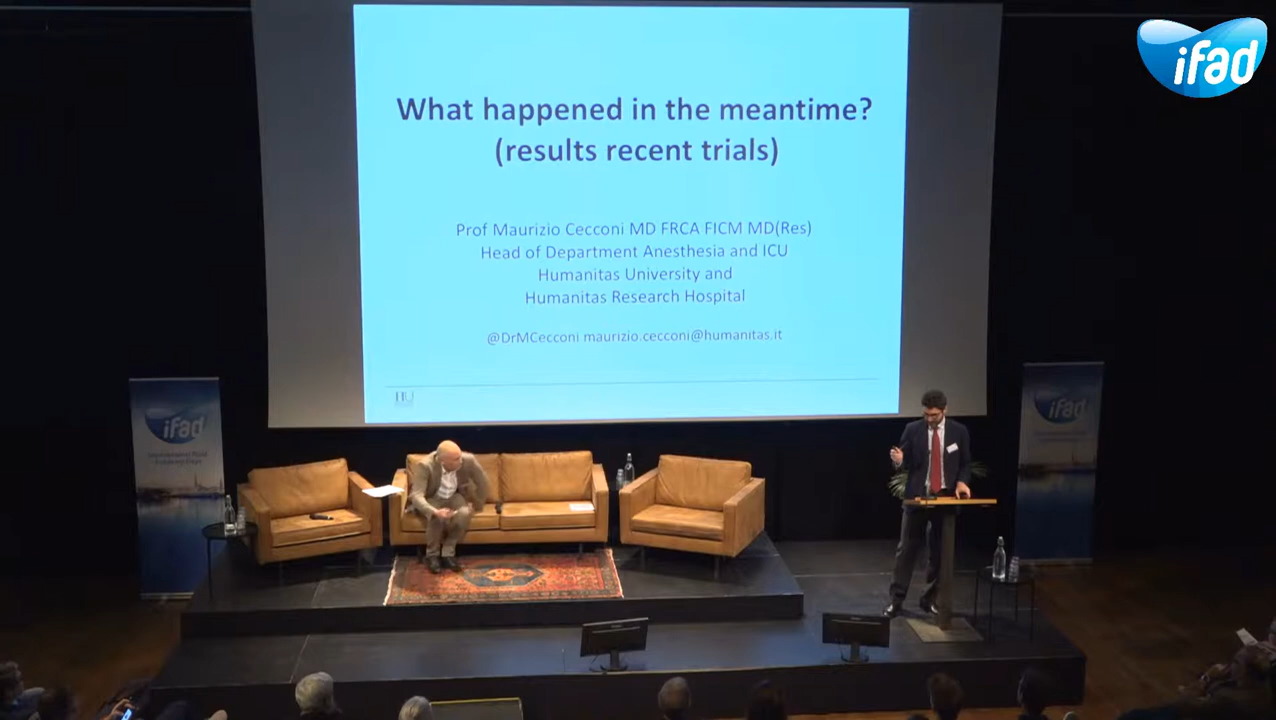 ifad
What happened in the meantime?
(results recent trials)
Prof Maurizio Cecconi MD FRCA FICM MD(Res)
Head of Department Anesthesia and ICU
Humanitas University and
Humanitas Research Hospital
@DrMCecconi maurizio.cecconi@humanitas.it
HU
ifad
ifad